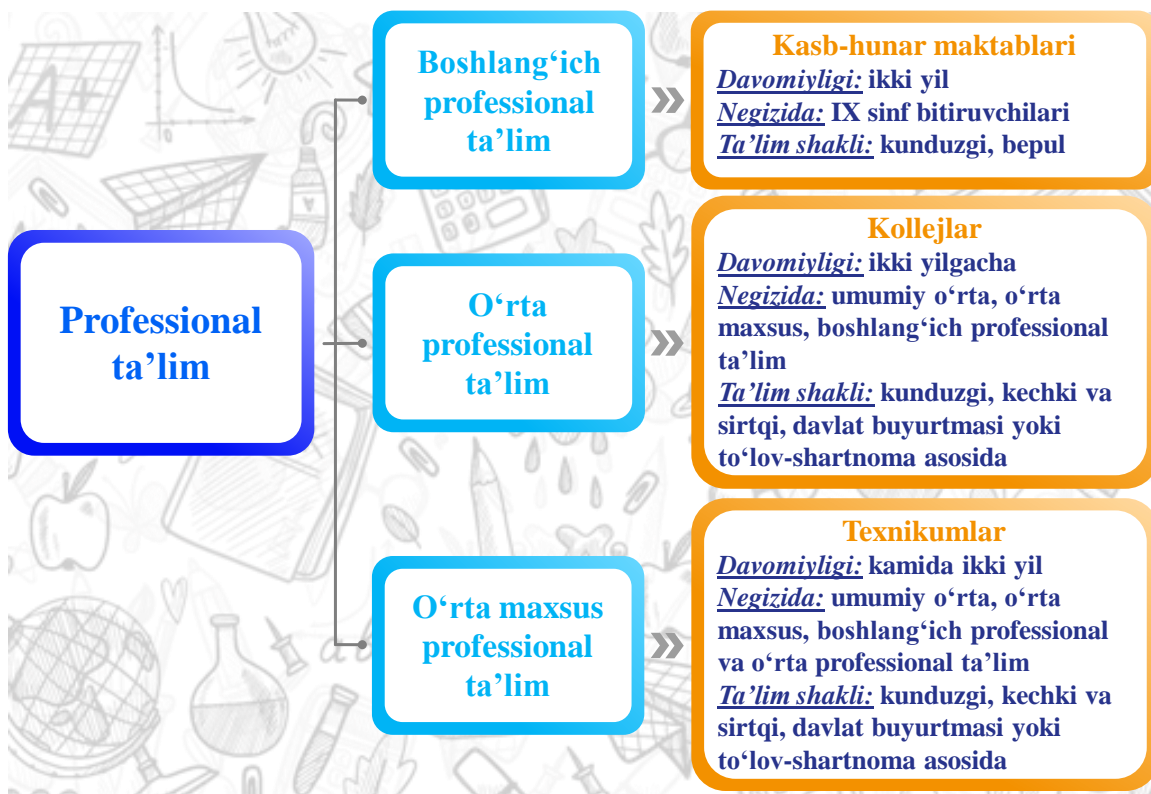 Professional
ta’lim
Boshlang‘ich
professional
ta’lim
Kasb-hunar maktablari
Davomiyligi: ikki yil
Negizida: IX sinf bitiruvchilari
Ta’lim shakli: kunduzgi, bepul
O‘rta
professional
ta’lim
Kollejlar
Davomiyligi: ikki yilgacha
Negizida: umumiy o‘rta, o‘rta
maxsus, boshlang‘ich professional
ta’lim
Ta’lim shakli: kunduzgi, kechki va
sirtqi, davlat buyurtmasi yoki
to‘lov-shartnoma asosida
O‘rta maxsus
professional
ta’lim
Texnikumlar
Davomiyligi: kamida ikki yil
Negizida: umumiy o‘rta, o‘rta
maxsus, boshlang‘ich professional
va o‘rta professional ta’lim
Ta’lim shakli: kunduzgi, kechki va
sirtqi, davlat buyurtmasi yoki
to‘lov-shartnoma asosida
A+